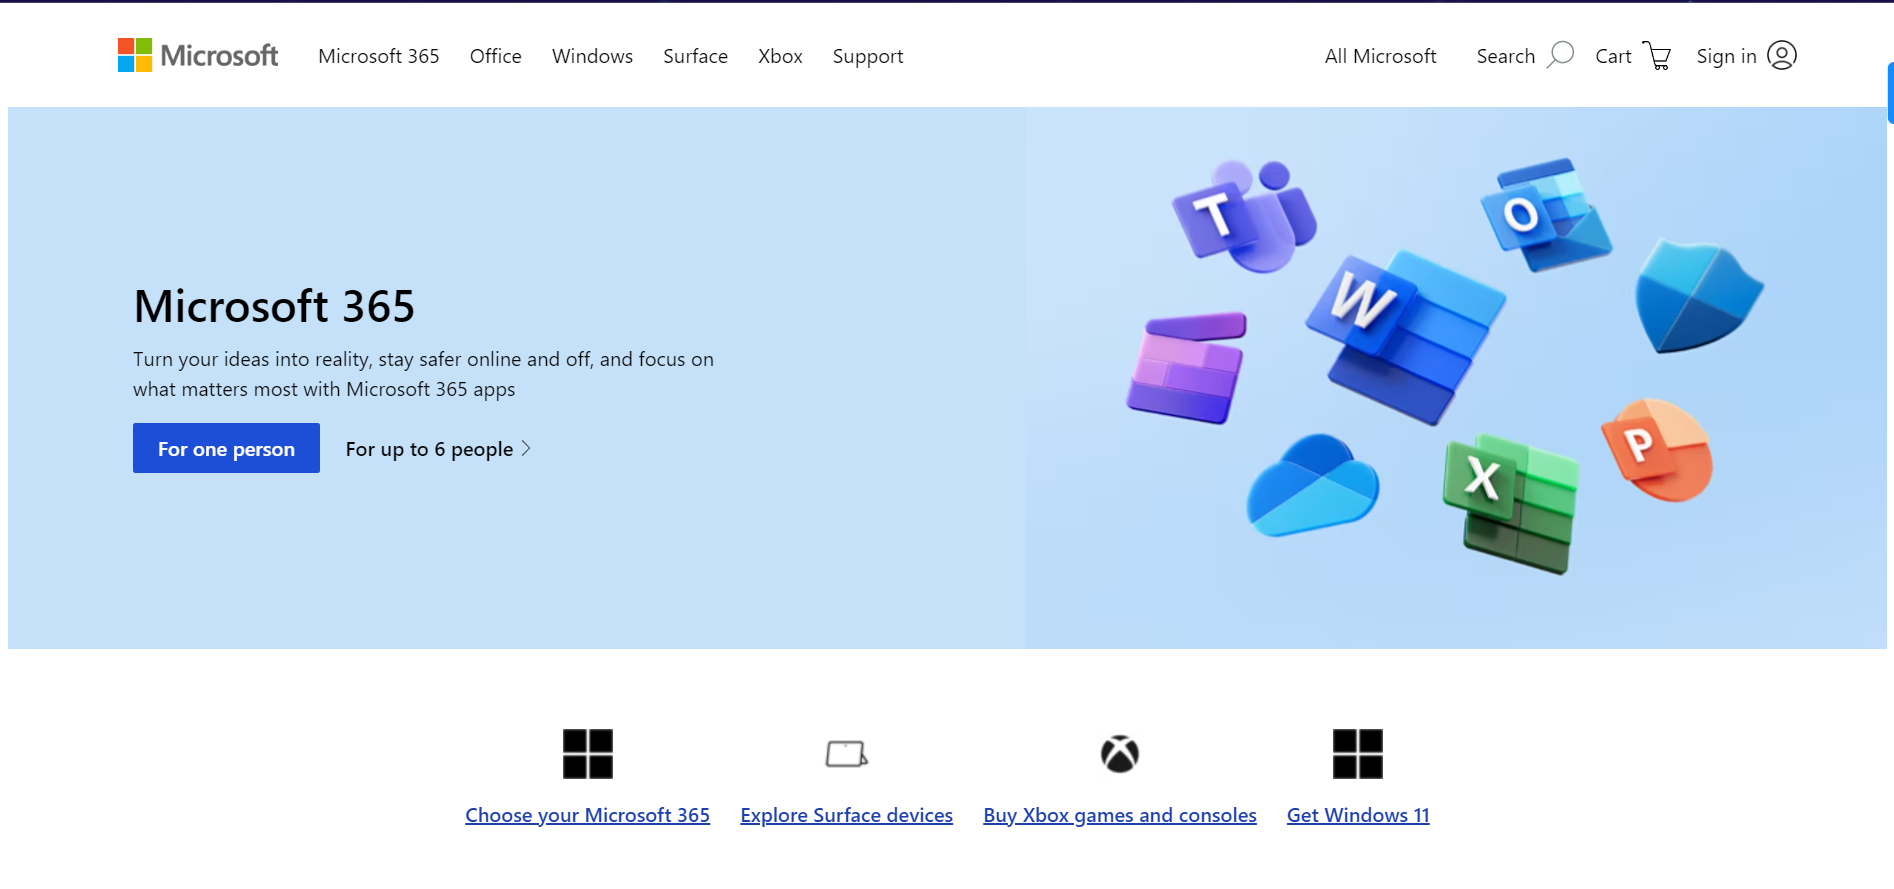 Microsoft
Microsoft 365
Office
Windows
Surface
Xbox
Support
All Microsoft
Search
Cart
Sign in
Microsoft 365
Turn your ideas into reality, stay safer online and off, and focus on
what matters most with Microsoft 365 apps
For one person
For up to 6 people
T
O
W
P
X
Choose your Microsoft 365
Explore Surface devices
Buy Xbox games and consoles
Get Windows 11